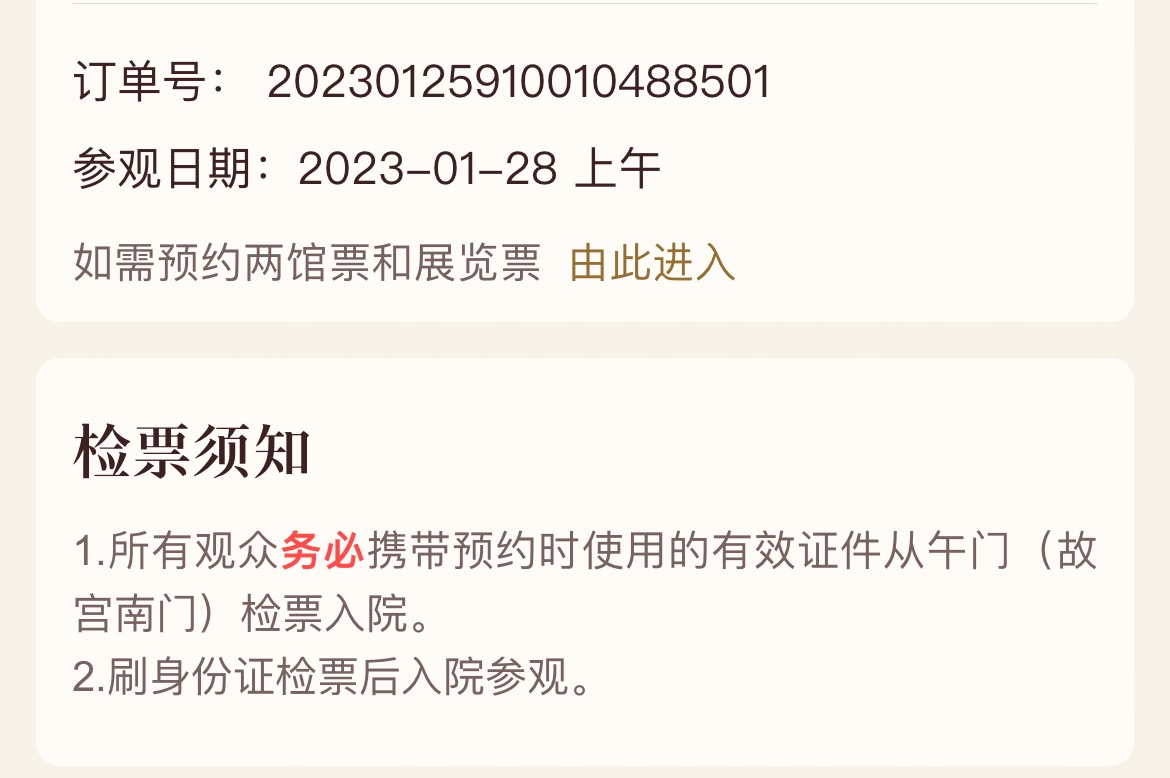 订单号： 20230125910010488501
参观日期：2023-01-28 上午
如需预约两馆票和展览票 由此进入
检票须知
1.所有观众务必携带预约时使用的有效证件从午门（故
宫南门）检票入院。
2.刷身份证检票后入院参观。